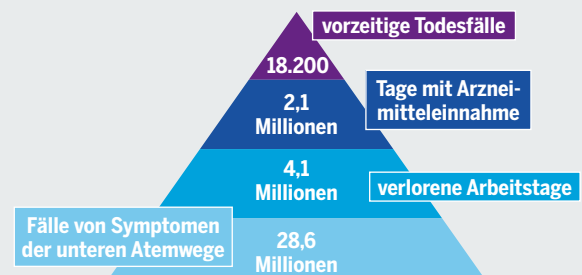 vorzeitige Todesfälle
18.200
Tage mit Arznei-
mitteleinnahme
2,1
Millionen
4,1
Millionen
verlorene Arbeitstage
Fälle von Symptomen
der unteren Atemwege
28,6
Millionen